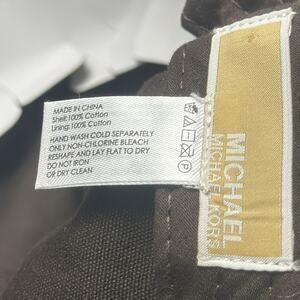 MADE IN CHINA
Shell:100% Cotton
Lining:100% Cotton
HAND WASH COLD SEPARATELY
ONLY NON-CHLORINE BLEACH
RESHAPE AND LAY FLAT TO DRY
DO NOT IRON
OR DRY CLEAN
MICHAEL
MICHAEL KORS